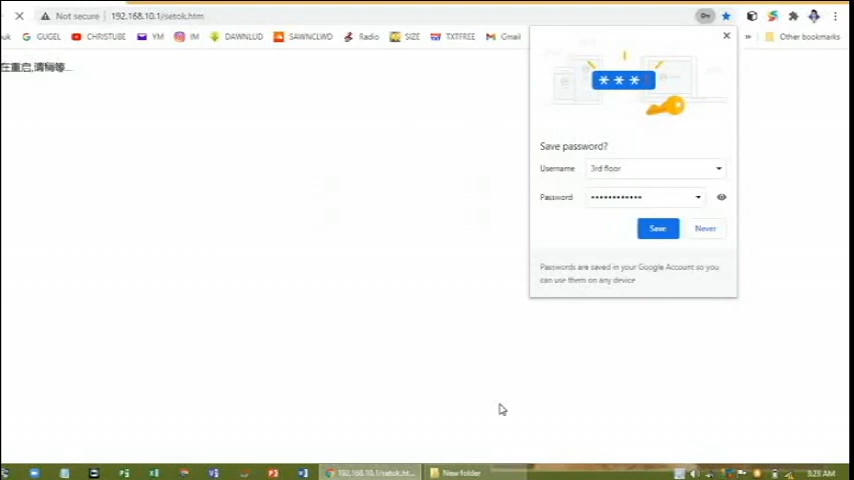 Not secure 192.168.10.1/setok.htm
GUGEL CHRISTUBE YM IM DAWNLUD SAWNCLWD Radio SIZE TXTFREE Gmail » Other bookmarks
在重启,请稍等...
Save password?
Username 3rd floor
Password ••••••••••••
Save Never
Passwords are saved in your Google Account so you
can use them on any device
192.168.10.1/setok.ht... New folder